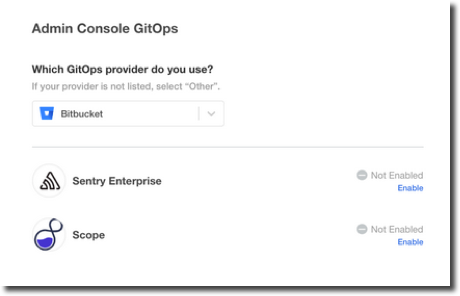 Admin Console GitOps
Which GitOps provider do you use?
If your provider is not listed, select “Other”.
Bitbucket
Sentry Enterprise
Not Enabled
Enable
Scope
Not Enabled
Enable